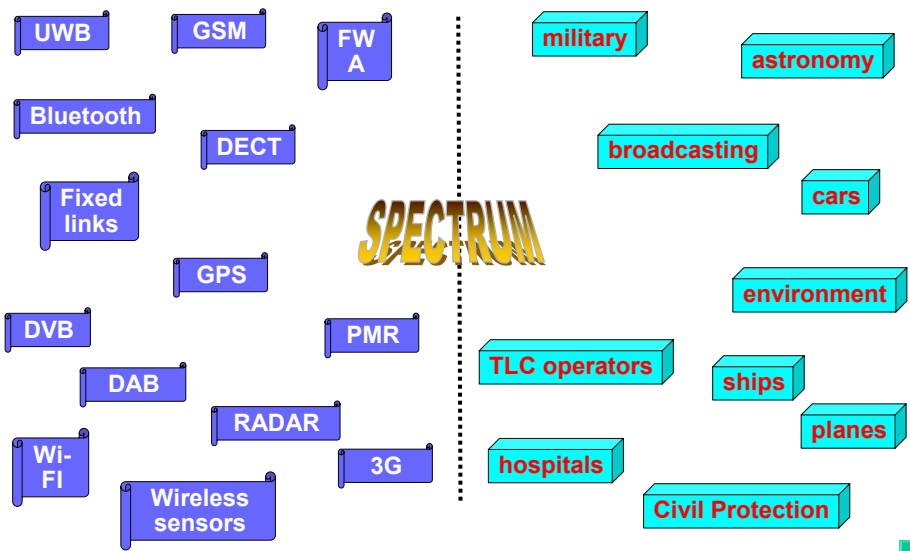 UWB
GSM
FW
A
Bluetooth
DECT
Fixed
links
GPS
DVB
PMR
DAB
RADAR
Wi-
FI
3G
Wireless
sensors
SPECTRUM
military
astronomy
broadcasting
cars
environment
TLC operators
ships
planes
hospitals
Civil Protection